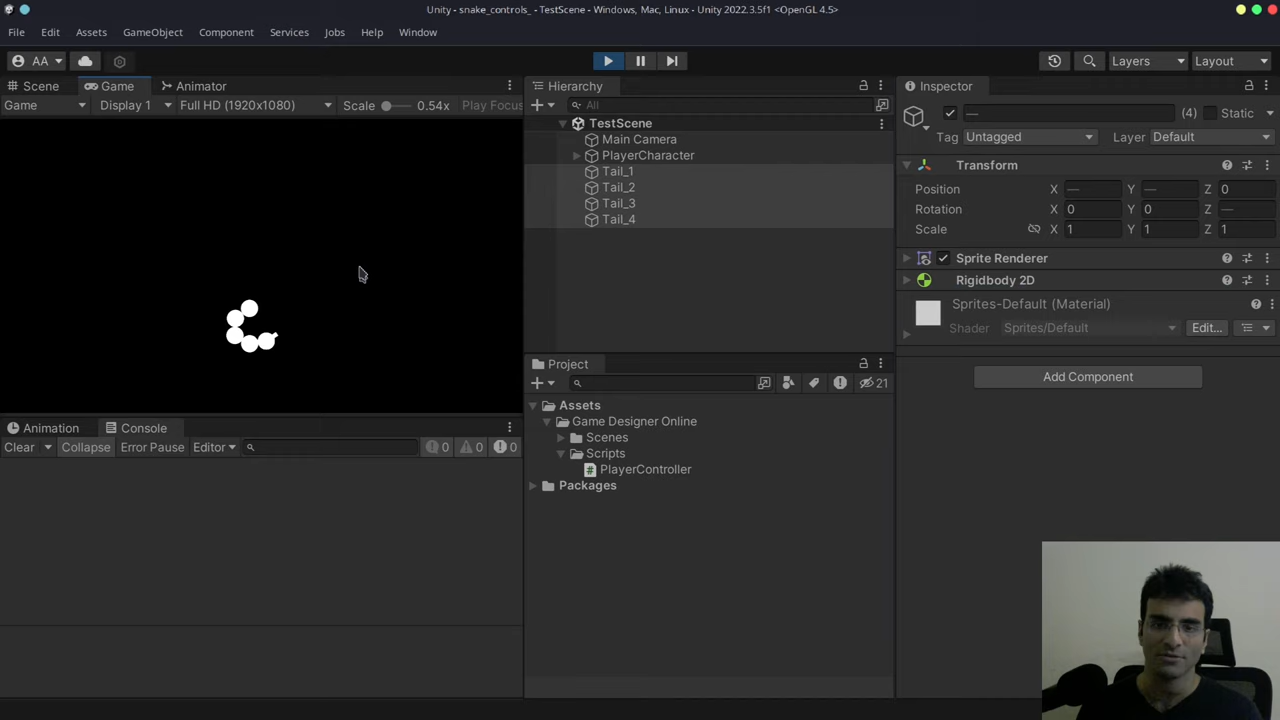 Unity - snake_controls_ - TestScene - Windows, Mac, Linux - Unity 2022.3.5f1 <OpenGL 4.5>
File Edit Assets GameObject Component Services Jobs Help Window
AA Layers Layout
Scene Game Animator
Game Display 1 Full HD (1920x1080) Scale 0.54x Play Focus
Hierarchy
All
TestScene
Main Camera
PlayerCharacter
Tail_1
Tail_2
Tail_3
Tail_4
Inspector
— (4) Static
Tag Untagged Layer Default
Transform
Position X — Y — Z 0
Rotation X 0 Y 0 Z —
Scale X 1 Y 1 Z 1
Sprite Renderer
Rigidbody 2D
Sprites-Default (Material)
Shader Sprites/Default Edit...
Add Component
Project
21
Assets
Game Designer Online
Scenes
Scripts
PlayerController
Packages
Animation Console
Clear Collapse Error Pause Editor 0 0 0